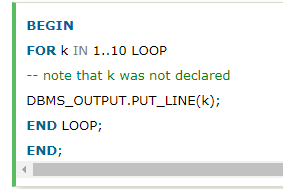 BEGIN
FOR k IN 1..10 LOOP
-- note that k was not declared
DBMS_OUTPUT.PUT_LINE(k);
END LOOP;
END;